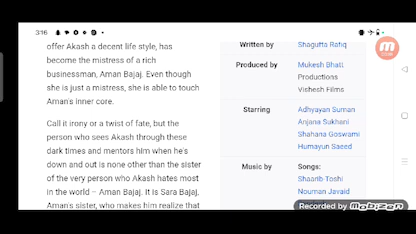 3:16
offer Akash a decent life style, has
become the mistress of a rich
businessman, Aman Bajaj. Even though
she is just a mistress, she is able to touch
Aman's inner core.
Call it irony or a twist of fate, but the
person who sees Akash through these
dark times and mentors him when he's
down and out is none other than the sister
of the very person who Akash hates most
in the world – Aman Bajaj. It is Sara Bajaj,
Aman's sister, who makes him realize that
Written by Shagufta Rafiq
Produced by Mukesh Bhatt
Productions
Vishesh Films
Starring Adhyayan Suman
Anjana Sukhani
Shahana Goswami
Humayun Saeed
Music by Songs:
Shaarib-Toshi
Nouman Javaid
Recorded by Mobizen